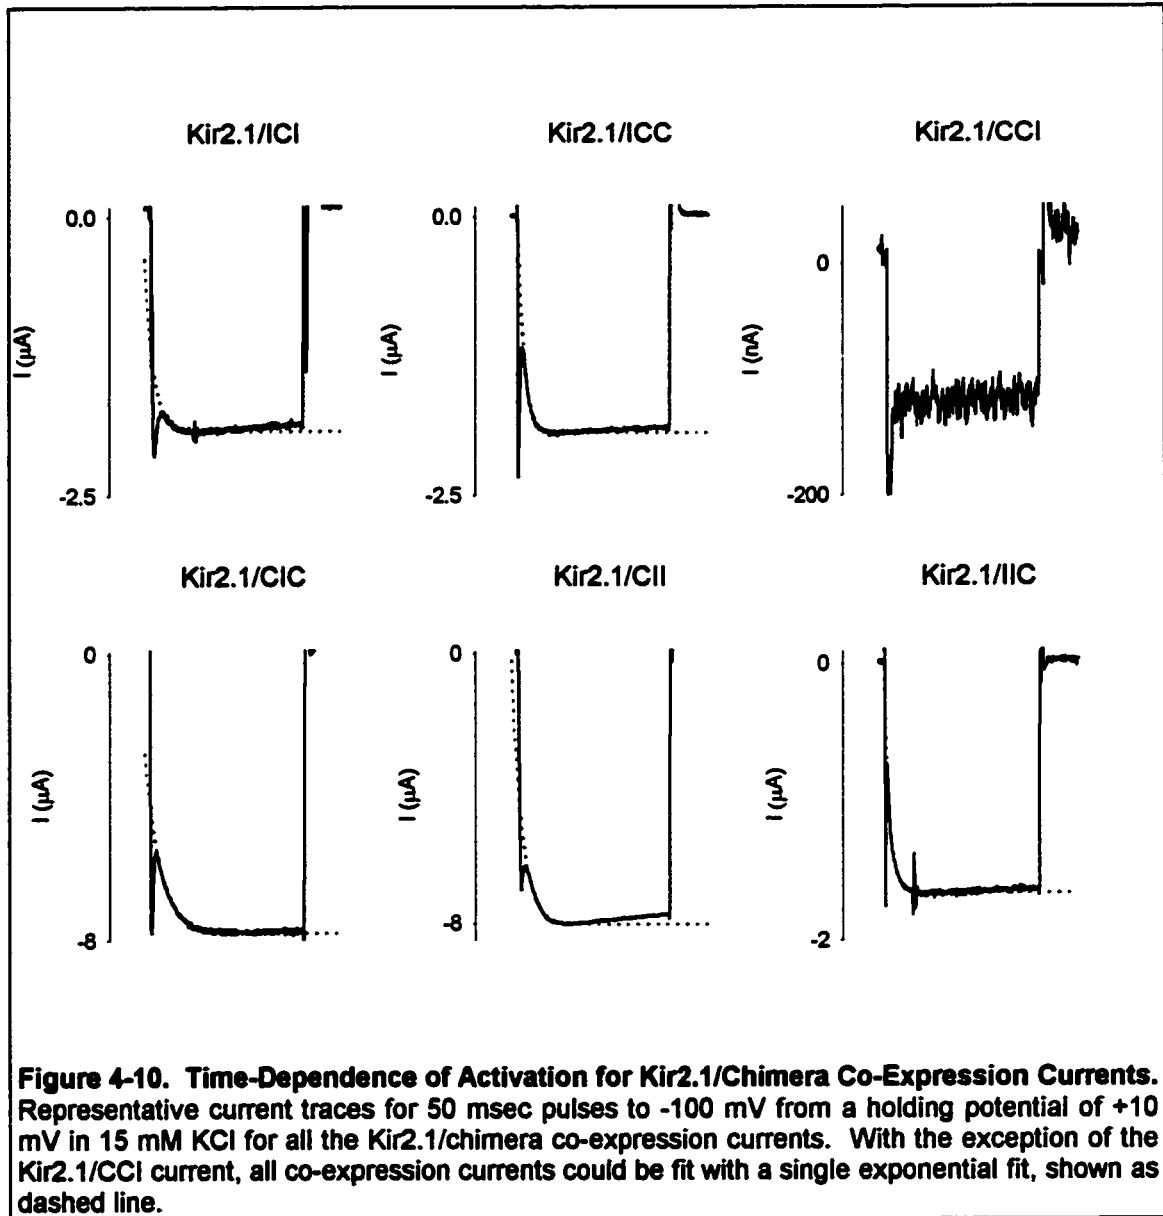 Kir2.1/ICI
Kir2.1/ICC
Kir2.1/CCI
0.0
I (μA)
-2.5
0.0
I (μA)
-2.5
0
I (nA)
-200
Kir2.1/CIC
Kir2.1/CII
Kir2.1/IIC
0
I (μA)
-8
0
I (μA)
-8
0
I (μA)
-2
Figure 4-10. Time-Dependence of Activation for Kir2.1/Chimera Co-Expression Currents.
Representative current traces for 50 msec pulses to -100 mV from a holding potential of +10
mV in 15 mM KCl for all the Kir2.1/chimera co-expression currents. With the exception of the
Kir2.1/CCI current, all co-expression currents could be fit with a single exponential fit, shown as
dashed line.